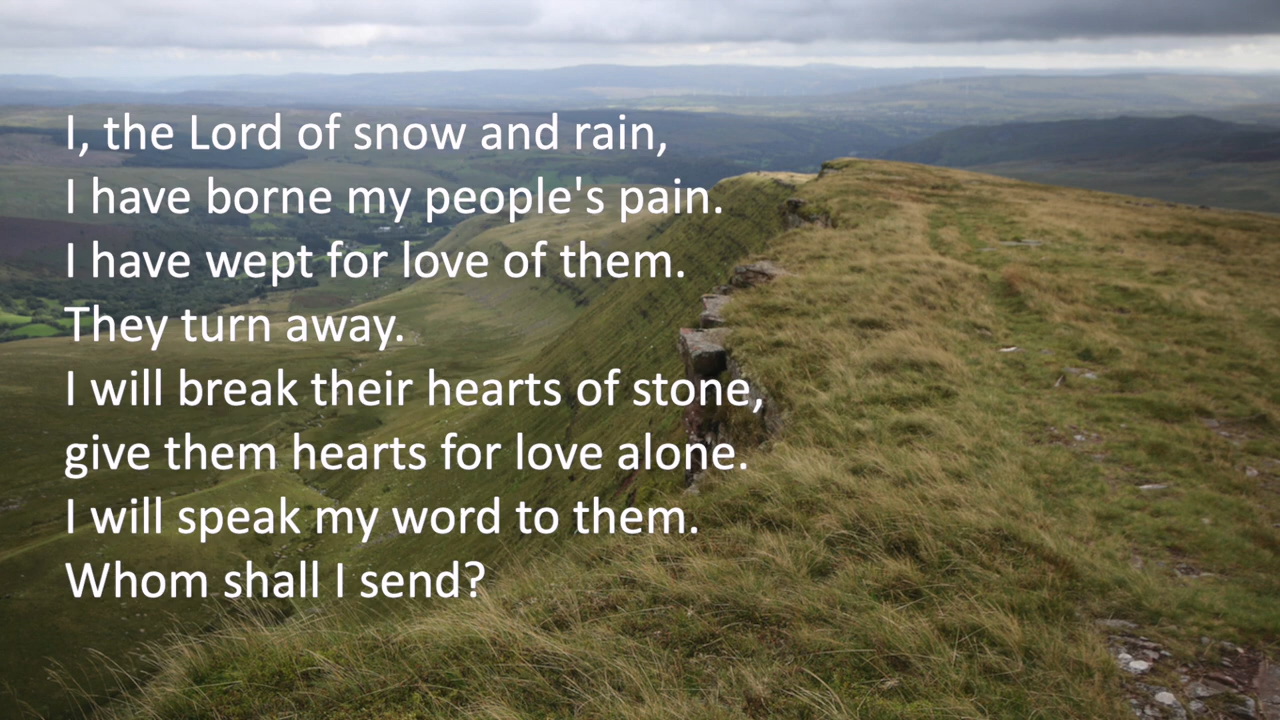 I, the Lord of snow and rain,
I have borne my people's pain.
I have wept for love of them.
They turn away.
I will break their hearts of stone,
give them hearts for love alone.
I will speak my word to them.
Whom shall I send?